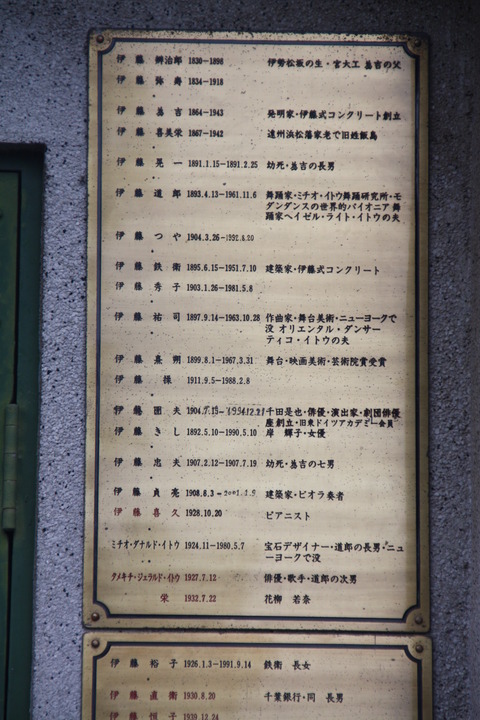 伊藤 辨治郎 1830-1898 伊勢松坂の生・宮大工 為吉の父
伊藤 弥寿 1834-1918
伊藤 為吉 1864-1943 発明家・伊藤式コンクリート創立
伊藤 喜美栄 1867-1942 遠州浜松藩家老で旧姓飯島
伊藤 晃一 1891.1.15-1891.2.25 幼死・為吉の長男
伊藤 道郎 1893.4.13-1961.11.6 舞踊家・ミチオ・イトウ舞踊研究所・モ
ダンダンスの世界的パイオニア 舞
踊家ヘイゼル・ライト・イトウの夫
伊藤 つや 1904.3.26-1992.8.20
伊藤 鉄衛 1895.6.15-1951.7.10 建築家・伊藤式コンクリート
伊藤 秀子 1903.1.26-1981.5.8
伊藤 祐司 1897.9.14-1963.10.28 作曲家・舞台美術・ニューヨークで
没 オリエンタル・ダンサー
ティコ・イトウの夫
伊藤 熹朔 1899.8.1-1967.3.31 舞台・映画美術・芸術院賞受賞
伊藤 操 1911.9.5-1988.2.8
伊藤 圀夫 1904.7.15-1994.12.21 千田是也・俳優・演出家・劇団俳優
座創立・旧東ドイツアカデミー会員
伊藤 きし 1892.5.10-1990.5.10 岸 輝子・女優
伊藤 忠夫 1907.2.12-1907.7.19 幼死・為吉の七男
伊藤 貞亮 1908.8.3- 建築家・ビオラ奏者
伊藤 喜久 1928.10.20 ピアニスト
ミチオ・ダナルド・イトウ 1924.11-1980.5.7 宝石デザイナー・道郎の長男・ニュ
ーヨークで没
タメキチ・ジェラルド・イトウ 1927.7.12 俳優・歌手・道郎の次男
栄 1932.7.22 花柳 若奈
伊藤 裕子 1926.1.3-1991.9.14 鉄衛 長女
伊藤 直衛 1930.8.20 千葉銀行・同 長男
伊藤 恒子 1939.12.24